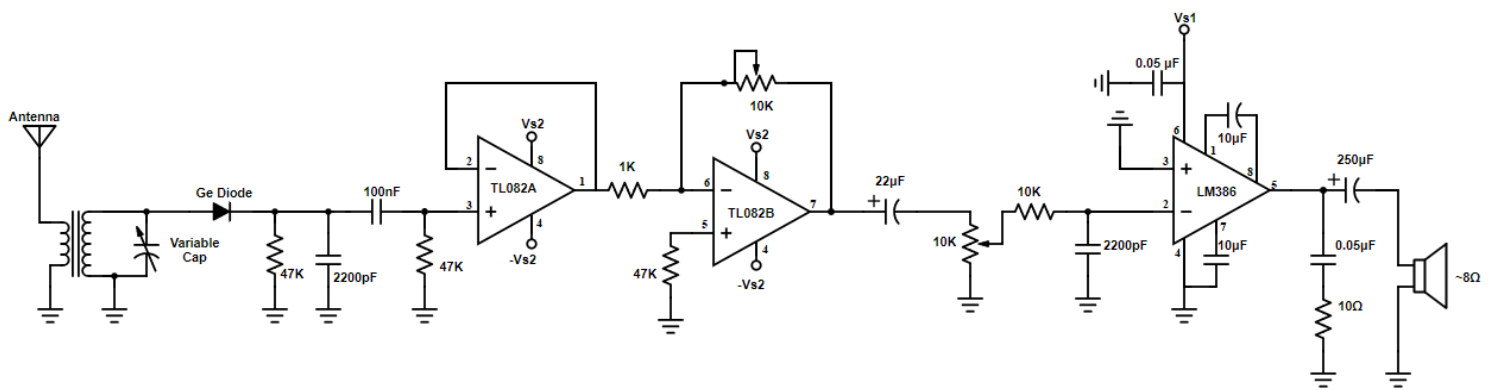 Antenna
Ge Diode
Variable
Cap
47K
2200pF
100nF
47K
2
3
TL082A
Vs2
8
4
-Vs2
1
1K
10K
6
5
47K
TL082B
Vs2
8
4
-Vs2
7
22µF
+
10K
10K
2200pF
Vs1
0.05 µF
6
3
2
LM386
1
10µF
8
5
7
10µF
4
250µF
+
0.05µF
10Ω
~8Ω